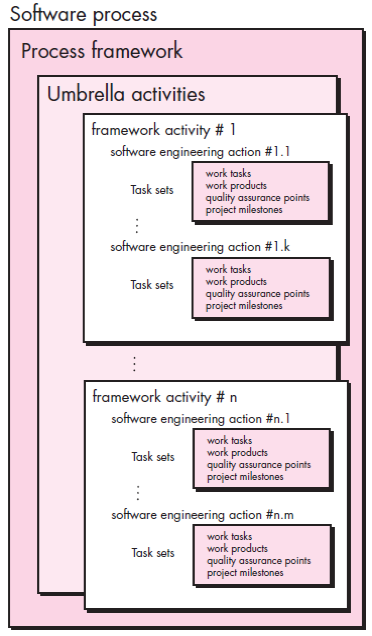 Software process
Process framework
Umbrella activities
framework activity # 1
software engineering action #1.1
Task sets
work tasks
work products
quality assurance points
project milestones
software engineering action #1.k
Task sets
work tasks
work products
quality assurance points
project milestones
framework activity # n
software engineering action #n.1
Task sets
work tasks
work products
quality assurance points
project milestones
software engineering action #n.m
Task sets
work tasks
work products
quality assurance points
project milestones